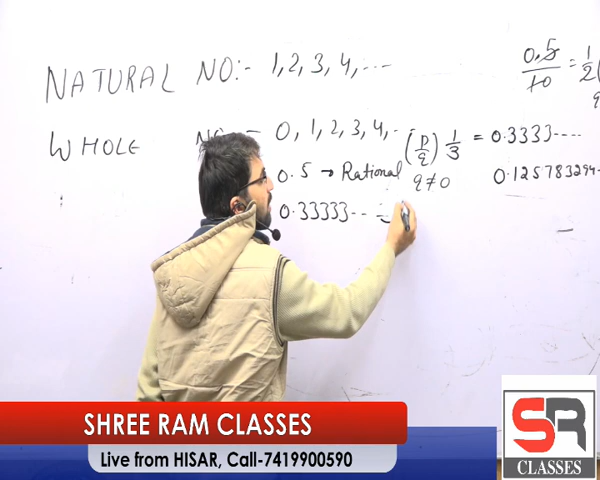 NATURAL NO:- 1, 2, 3, 4, ...
0.5/10 = 1/2
WHOLE NO = 0, 1, 2, 3, 4, ..
(p/q) 1/3 = 0.3333....
q≠0
0.5 → Rational
0.125783294..
0.33333.. =
SHREE RAM CLASSES
Live from HISAR, Call-7419900590
SR
CLASSES